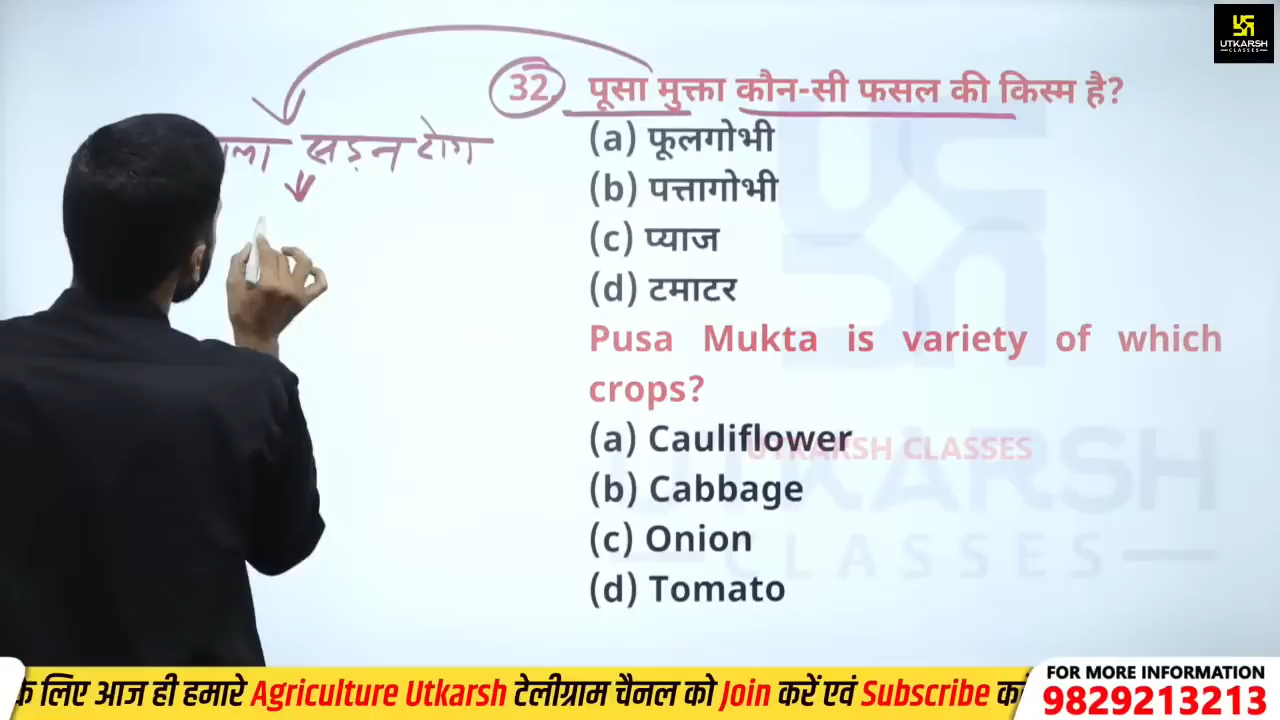 UTKARSH
CLASSES
32 पूसा मुक्ता कौन-सी फसल की किस्म है?
(a) फूलगोभी
(b) पत्तागोभी
(c) प्याज
(d) टमाटर
सड़न रोग
Pusa Mukta is variety of which
crops?
(a) Cauliflower
(b) Cabbage
(c) Onion
(d) Tomato
UTKARSH CLASSES
UTKARSH
CLASSES
के लिए आज ही हमारे Agriculture Utkarsh टेलीग्राम चैनल को Join करें एवं Subscribe
FOR MORE INFORMATION
9829213213